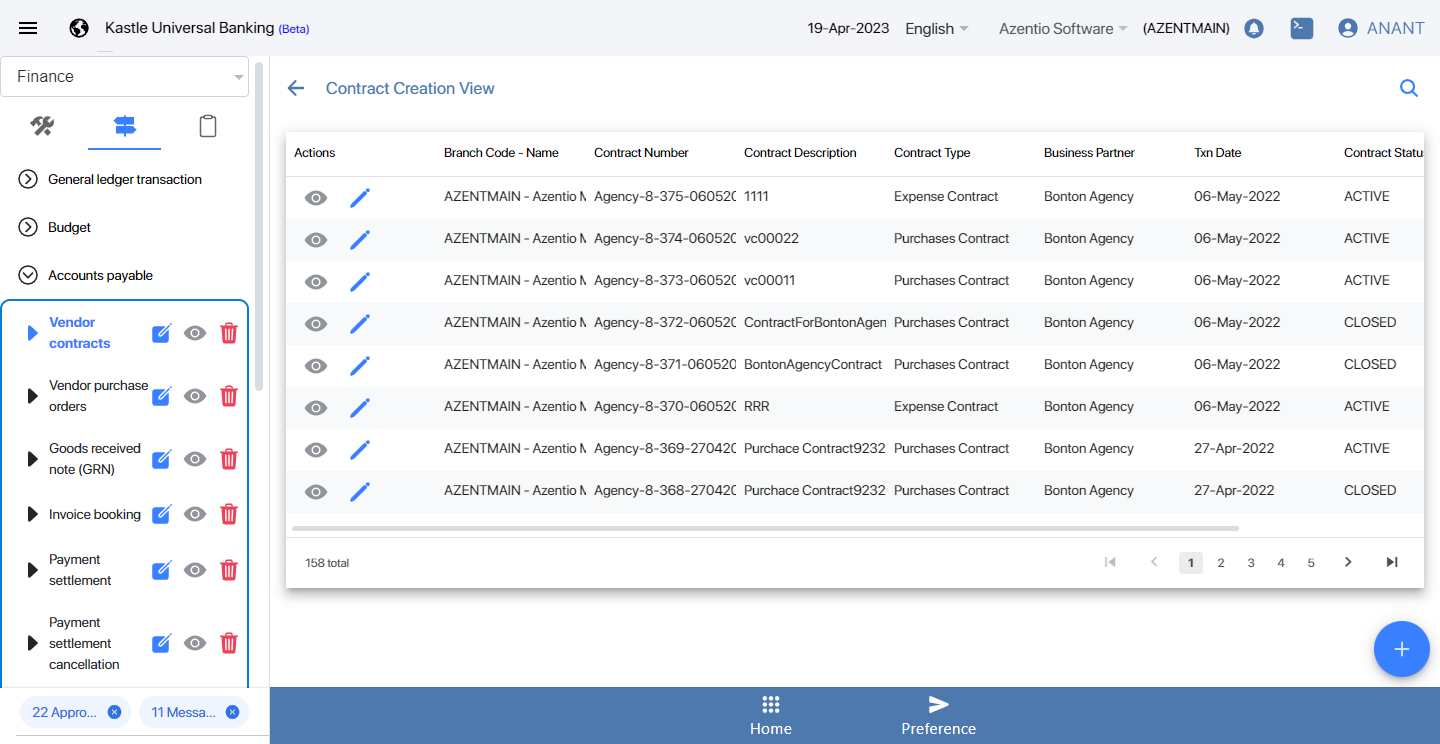 Kastle Universal Banking (Beta)
19-Apr-2023 English Azentio Software (AZENTMAIN) ANANT
Finance
General ledger transaction
Budget
Accounts payable
Vendor
contracts
Vendor purchase
orders
Goods received
note (GRN)
Invoice booking
Payment
settlement
Payment
settlement
cancellation
22 Appro... 11 Messa...
Contract Creation View
Actions Branch Code - Name Contract Number Contract Description Contract Type Business Partner Txn Date Contract Statu
AZENTMAIN - Azentio M Agency-8-375-060520 1111 Expense Contract Bonton Agency 06-May-2022 ACTIVE
AZENTMAIN - Azentio M Agency-8-374-060520 vc00022 Purchases Contract Bonton Agency 06-May-2022 ACTIVE
AZENTMAIN - Azentio M Agency-8-373-060520 vc00011 Purchases Contract Bonton Agency 06-May-2022 ACTIVE
AZENTMAIN - Azentio M Agency-8-372-060520 ContractForBontonAgen Purchases Contract Bonton Agency 06-May-2022 CLOSED
AZENTMAIN - Azentio M Agency-8-371-060520 BontonAgencyContract Purchases Contract Bonton Agency 06-May-2022 CLOSED
AZENTMAIN - Azentio M Agency-8-370-060520 RRR Expense Contract Bonton Agency 06-May-2022 ACTIVE
AZENTMAIN - Azentio M Agency-8-369-270420 Purchace Contract9232 Purchases Contract Bonton Agency 27-Apr-2022 ACTIVE
AZENTMAIN - Azentio M Agency-8-368-270420 Purchace Contract9232 Purchases Contract Bonton Agency 27-Apr-2022 CLOSED
158 total 1 2 3 4 5
Home Preference